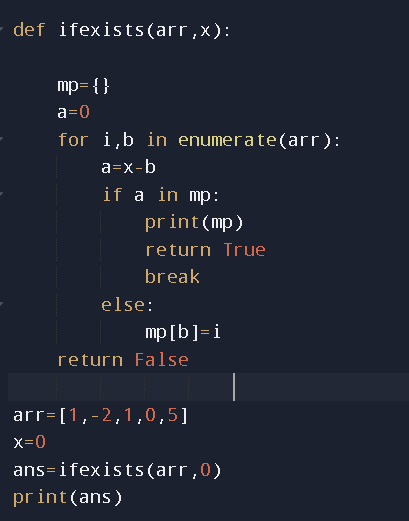 def ifexists(arr,x):
    mp={}
    a=0
    for i,b in enumerate(arr):
        a=x-b
        if a in mp:
            print(mp)
            return True
            break
        else:
            mp[b]=i
    return False
arr=[1,-2,1,0,5]
x=0
ans=ifexists(arr,0)
print(ans)